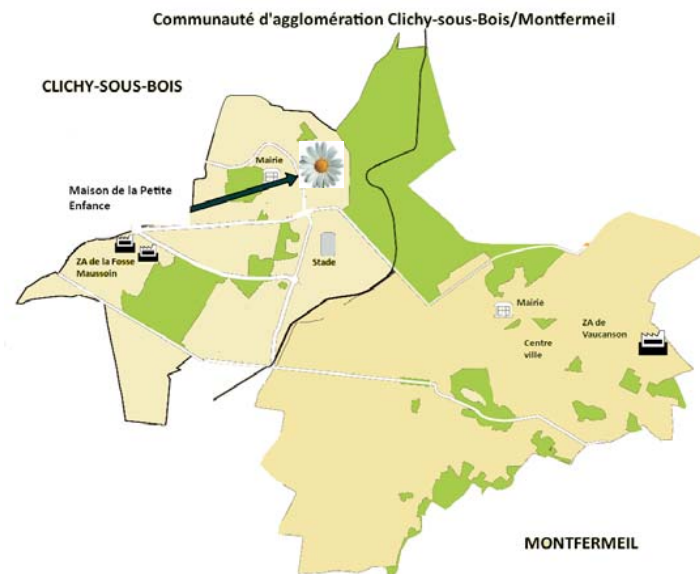 Communauté d'agglomération Clichy-sous-Bois/Montfermeil
CLICHY-SOUS-BOIS
Mairie
Maison de la Petite
Enfance
ZA de la Fosse
Maussoin
Stade
Mairie
ZA de
Vaucanson
Centre
ville
MONTFERMEIL